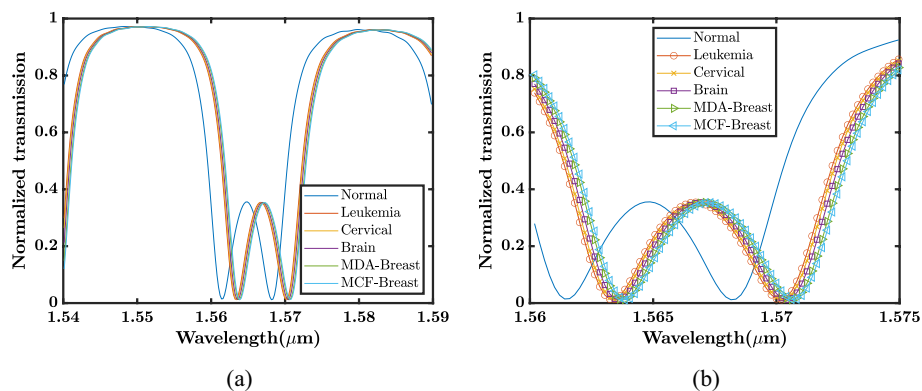 1
0.8
0.6
0.4
0.2
0
Normalized transmission
1.54 1.55 1.56 1.57 1.58 1.59
Wavelength(μm)
Normal
Leukemia
Cervical
Brain
MDA-Breast
MCF-Breast
(a)
1
0.8
0.6
0.4
0.2
0
Normalized transmission
1.56 1.565 1.57 1.575
Wavelength(μm)
Normal
Leukemia
Cervical
Brain
MDA-Breast
MCF-Breast
(b)